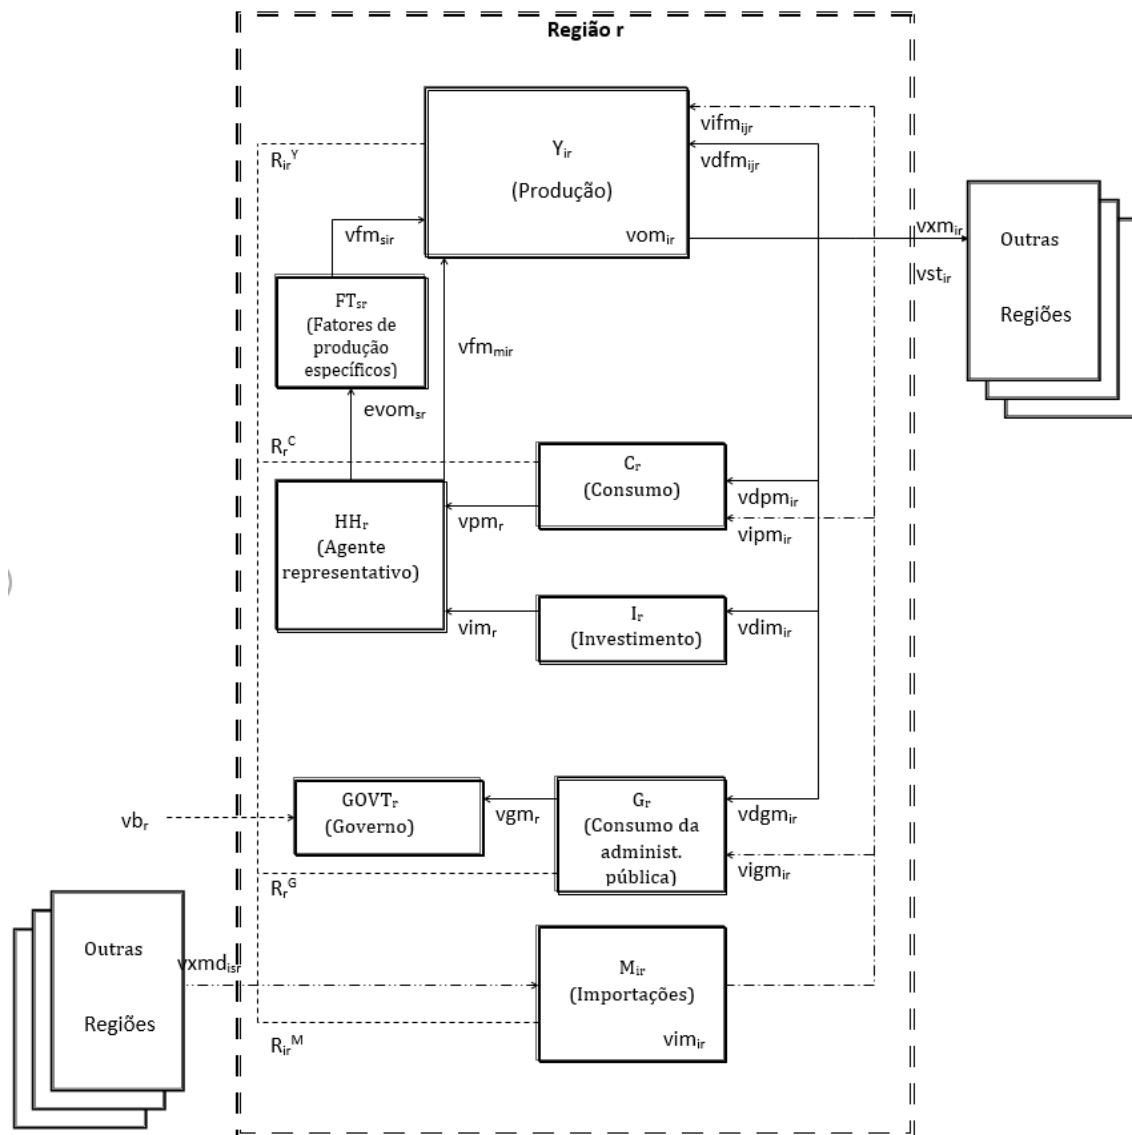 Região r
Y_ir
(Produção)
vom_ir
vifm_ijr
vdfm_ijr
R_ir^Y
vfm_sir
vxm_ir
vst_ir
Outras
Regiões
FT_sr
(Fatores de
produção
específicos)
vfm_mir
evom_sr
R_r^C
C_r
(Consumo)
vdpm_ir
vipm_ir
vpm_r
HH_r
(Agente
representativo)
I_r
(Investimento)
vim_r
vdim_ir
GOVT_r
(Governo)
vb_r
vgm_r
G_r
(Consumo da
administ.
pública)
vdgm_ir
vigm_ir
R_r^G
Outras
Regiões
vxmd_isr
M_ir
(Importações)
vim_ir
R_ir^M